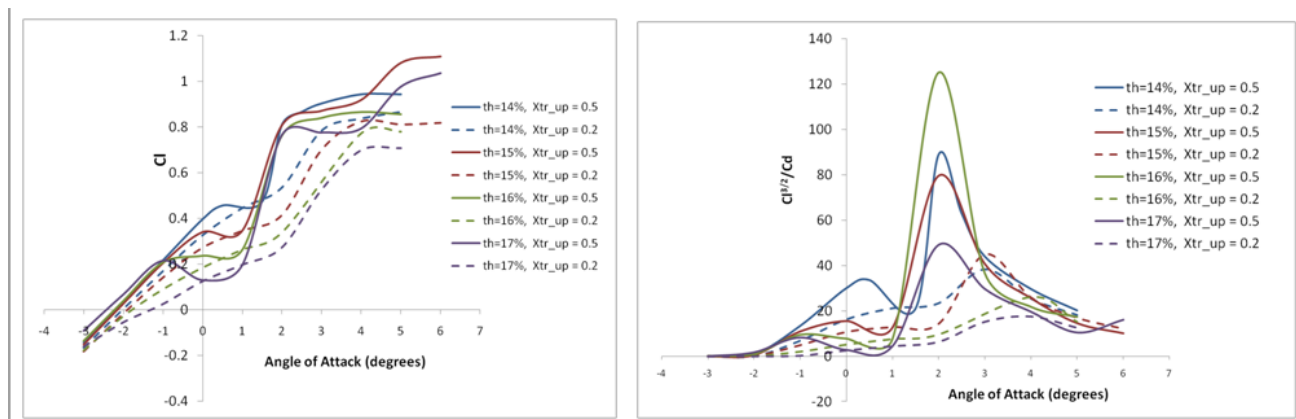 1.2
1
0.8
0.6
0.4
0.2
0
-0.2
-0.4
Cl
-4 -3 -2 -1 0 1 2 3 4 5 6 7
Angle of Attack (degrees)
th=14%, Xtr_up = 0.5
th=14%, Xtr_up = 0.2
th=15%, Xtr_up = 0.5
th=15%, Xtr_up = 0.2
th=16%, Xtr_up = 0.5
th=16%, Xtr_up = 0.2
th=17%, Xtr_up = 0.5
th=17%, Xtr_up = 0.2
140
120
100
80
60
40
20
0
-20
Cl³/²/Cd
-4 -3 -2 -1 0 1 2 3 4 5 6 7
Angle of Attack (degrees)
th=14%, Xtr_up = 0.5
th=14%, Xtr_up = 0.2
th=15%, Xtr_up = 0.5
th=15%, Xtr_up = 0.2
th=16%, Xtr_up = 0.5
th=16%, Xtr_up = 0.2
th=17%, Xtr_up = 0.5
th=17%, Xtr_up = 0.2